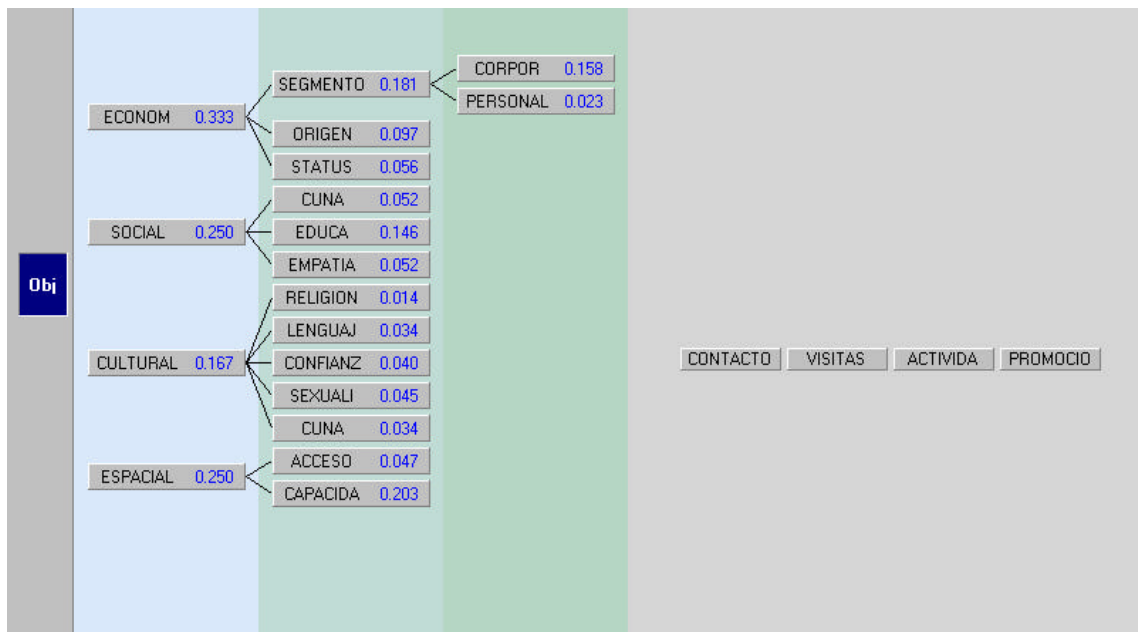 CORPOR 0.158
SEGMENTO 0.181
PERSONAL 0.023
ECONOM 0.333
ORIGEN 0.097
STATUS 0.056
CUNA 0.052
SOCIAL 0.250
EDUCA 0.146
EMPATIA 0.052
Obj
RELIGION 0.014
LENGUAJ 0.034
CULTURAL 0.167
CONFIANZ 0.040
CONTACTO VISITAS ACTIVIDA PROMOCIO
SEXUALI 0.045
CUNA 0.034
ACCESO 0.047
ESPACIAL 0.250
CAPACIDA 0.203